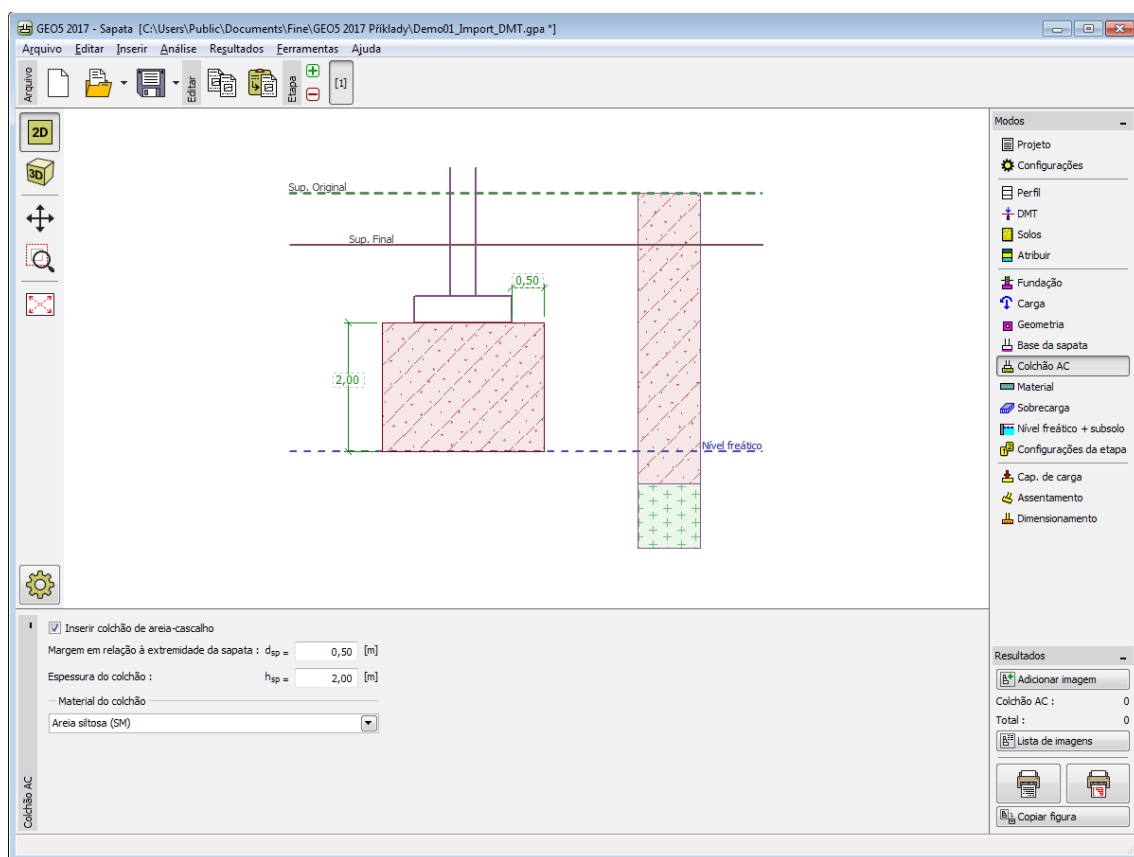 GEO5 2017 - Sapata [C:\Users\Public\Documents\Fine\GEO5 2017 Příklady\Demo01_Import_DMT.gpa *]
Arquivo Editar Inserir Análise Resultados Ferramentas Ajuda
Arquivo
Editar
Etapa
[1]
2D
3D
Sup. Original
Sup. Final
0,50
2,00
Nível freático
Modos
Projeto
Configurações
Perfil
DMT
Solos
Atribuir
Fundação
Carga
Geometria
Base da sapata
Colchão AC
Material
Sobrecarga
Nível freático + subsolo
Configurações da etapa
Cap. de carga
Assentamento
Dimensionamento
Inserir colchão de areia-cascalho
Margem em relação à extremidade da sapata : dsp = 0,50 [m]
Espessura do colchão : hsp = 2,00 [m]
Material do colchão
Areia siltosa (SM)
Colchão AC
Resultados
Adicionar imagem
Colchão AC : 0
Total : 0
Lista de imagens
Copiar figura